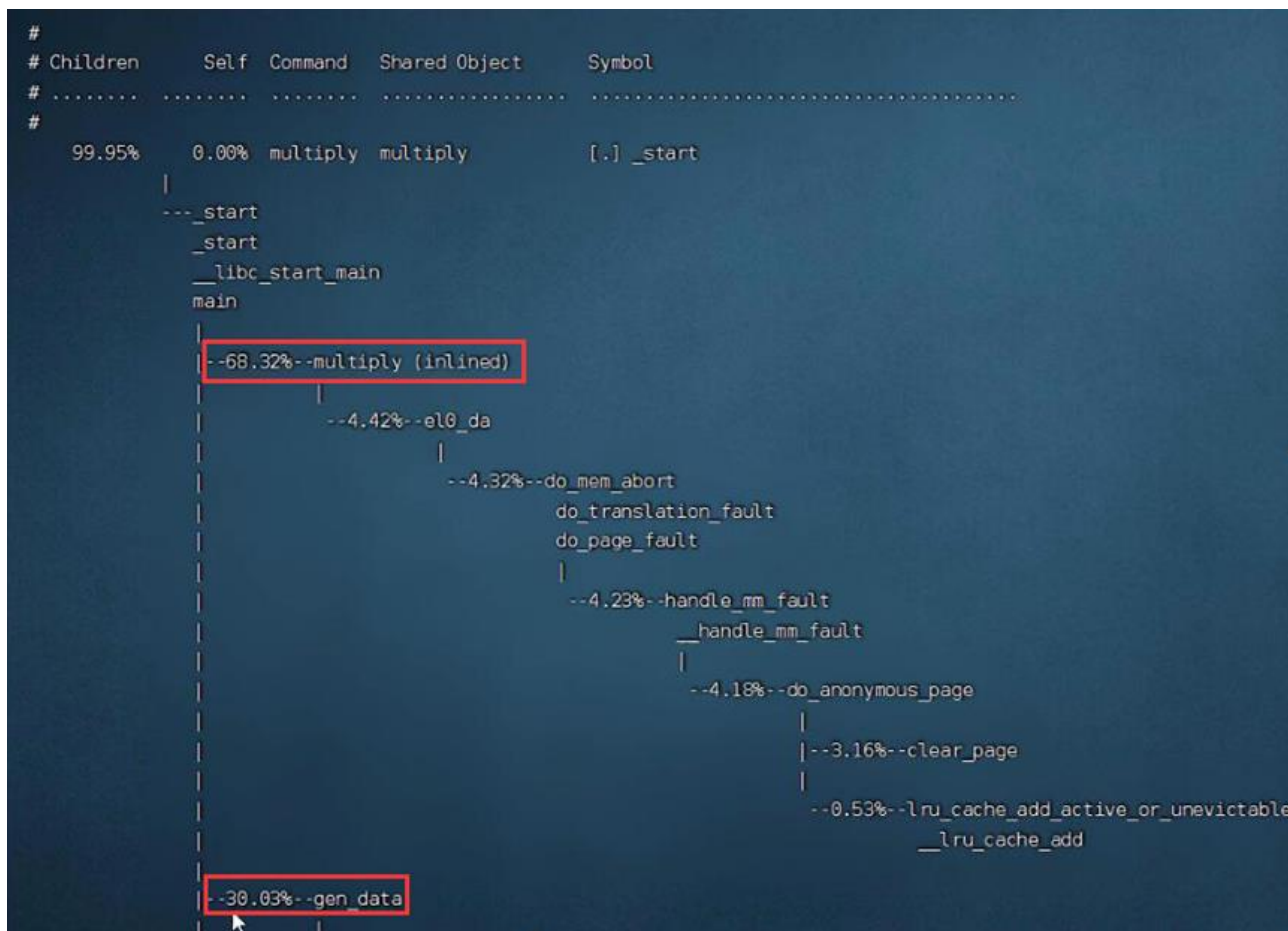 #
# Children Self Command Shared Object Symbol
# ........ ........ ........ ................. .......................................
#
99.95% 0.00% multiply multiply [.] _start
|
---_start
_start
__libc_start_main
main
|
|--68.32%--multiply (inlined)
| |
| --4.42%--el0_da
| |
| --4.32%--do_mem_abort
| do_translation_fault
| do_page_fault
| |
| --4.23%--handle_mm_fault
| __handle_mm_fault
| |
| --4.18%--do_anonymous_page
| |
| |--3.16%--clear_page
| |
| --0.53%--lru_cache_add_active_or_unevictable
| __lru_cache_add
|
|--30.03%--gen_data
| |